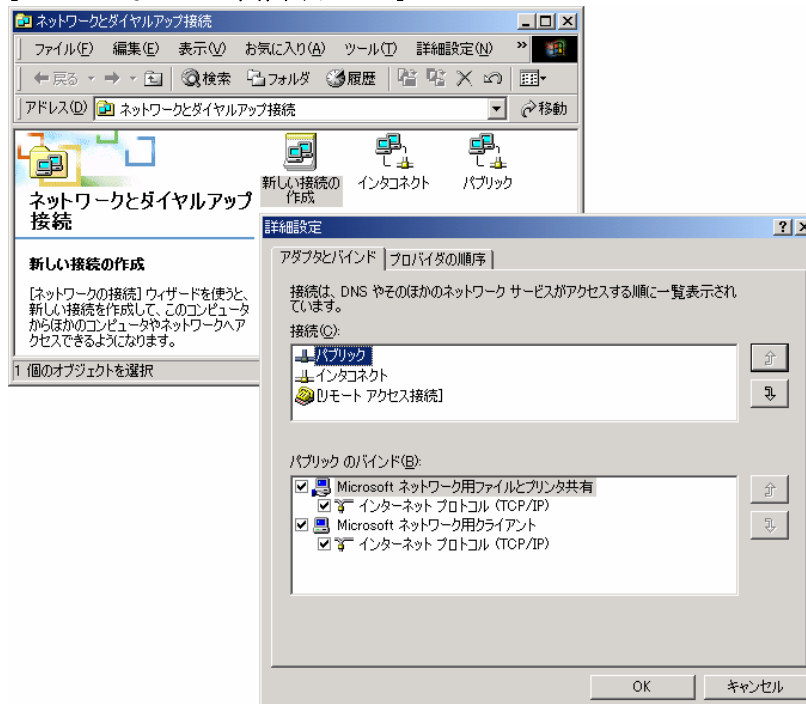 ネットワークとダイヤルアップ接続
ファイル(F) 編集(E) 表示(V) お気に入り(A) ツール(T) 詳細設定(N) »
戻る 検索 フォルダ 履歴
アドレス(D) ネットワークとダイヤルアップ接続 移動
新しい接続の作成 インタコネクト パブリック
ネットワークとダイヤルアップ
接続
新しい接続の作成
[ネットワークの接続] ウィザードを使うと、
新しい接続を作成して、このコンピュータ
からほかのコンピュータやネットワークへア
クセスできるようになります。
1 個のオブジェクトを選択
詳細設定
アダプタとバインド プロバイダの順序
接続は、DNS やそのほかのネットワーク サービスがアクセスする順に一覧表示され
ています。
接続(C):
パブリック
インタコネクト
[リモート アクセス接続]
パブリック のバインド(B):
Microsoft ネットワーク用ファイルとプリンタ共有
インターネット プロトコル (TCP/IP)
Microsoft ネットワーク用クライアント
インターネット プロトコル (TCP/IP)
OK キャンセル